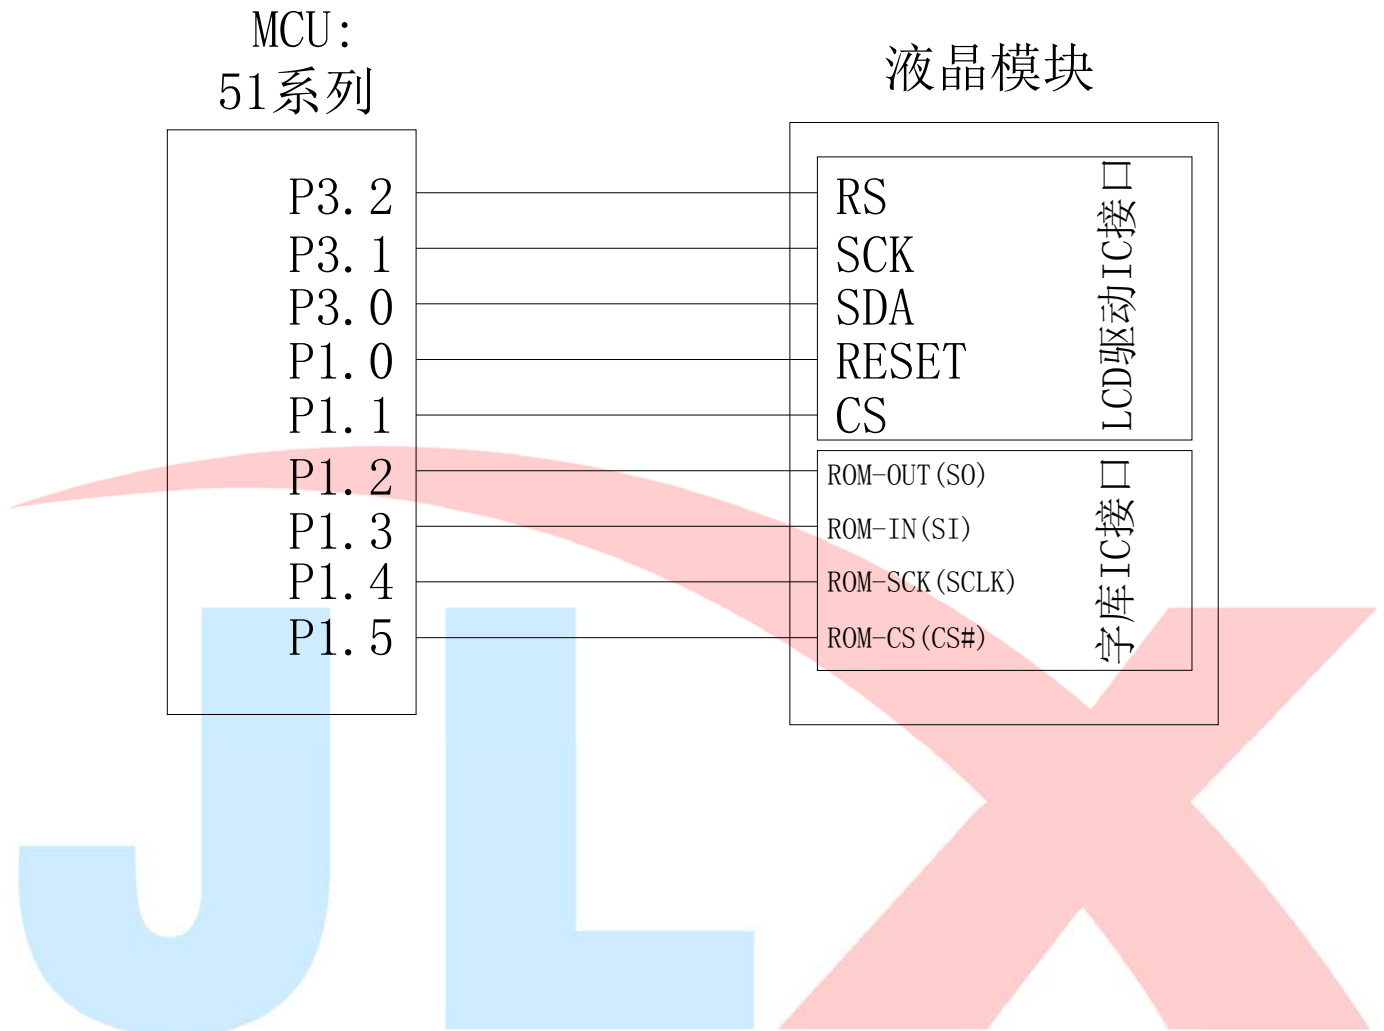 MCU:
51系列
液晶模块
P3.2
P3.1
P3.0
P1.0
P1.1
P1.2
P1.3
P1.4
P1.5
RS
SCK
SDA
RESET
CS
LCD驱动IC接口
ROM-OUT(SO)
ROM-IN(SI)
ROM-SCK(SCLK)
ROM-CS(CS#)
字库IC接口
JLX